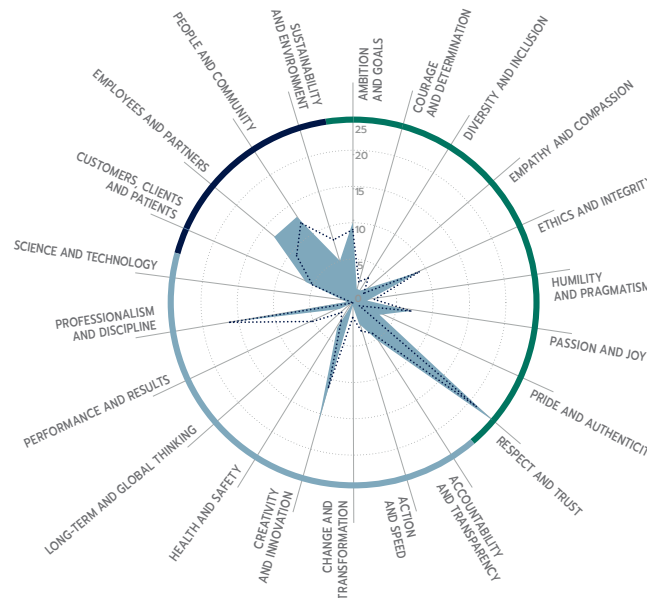 AMBITION
AND GOALS
COURAGE
AND DETERMINATION
DIVERSITY AND INCLUSION
EMPATHY AND COMPASSION
ETHICS AND INTEGRITY
HUMILITY
AND PRAGMATISM
PASSION AND JOY
PRIDE AND AUTHENTICIT
RESPECT AND TRUST
ACCOUNTABILITY
AND TRANSPARENCY
ACTION
AND SPEED
CHANGE AND
TRANSFORMATION
CREATIVITY
AND INNOVATION
HEALTH AND SAFETY
LONG-TERM AND GLOBAL THINKING
PERFORMANCE AND RESULTS
PROFESSIONALISM
AND DISCIPLINE
SCIENCE AND TECHNOLOGY
CUSTOMERS, CLIENTS
AND PATIENTS
EMPLOYEES AND PARTNERS
PEOPLE AND COMMUNITY
SUSTAINABILITY
AND ENVIRONMENT
25
20
15
10
5